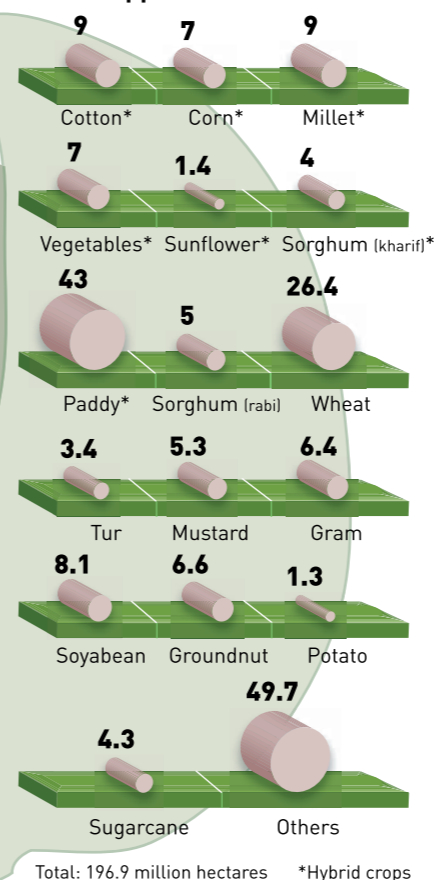 9 7 9
Cotton* Corn* Millet*
7 1.4 4
Vegetables* Sunflower* Sorghum (kharif)*
43 5 26.4
Paddy* Sorghum (rabi) Wheat
3.4 5.3 6.4
Tur Mustard Gram
8.1 6.6 1.3
Soyabean Groundnut Potato
4.3 49.7
Sugarcane Others
Total: 196.9 million hectares *Hybrid crops